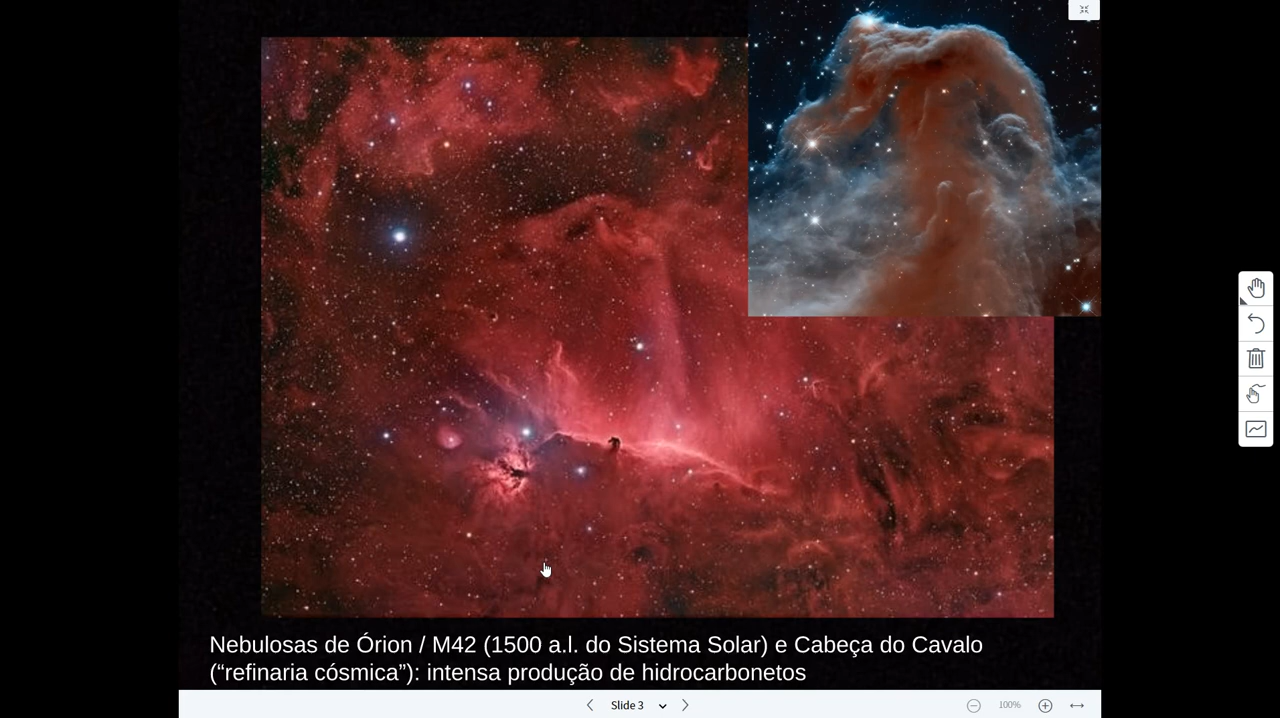 Nebulosas de Órion / M42 (1500 a.l. do Sistema Solar) e Cabeça do Cavalo
(“refinaria cósmica”): intensa produção de hidrocarbonetos
Slide 3
100%